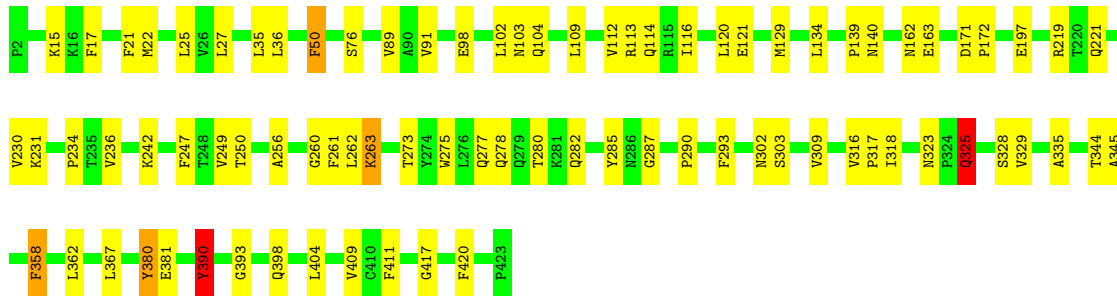 P2 K15 K16 F17 F21 M22 L25 V26 L27 L35 L36 F50 S76 V89 A90 V91 E98 L102 N103 Q104 L109 V112 R113 Q114 R115 I116 L120 E121 M129 L134 P139 N140 N162 E163 D171 P172 E197 R219 T220 Q221
V230 K231 P234 T235 V236 K242 F247 T248 V249 T250 A256 G260 F261 L262 K263 T273 Y274 W275 L276 Q277 Q278 Q279 T280 K281 Q282 Y285 N286 G287 P290 F293 N302 S303 V309 V316 P317 I318 N323 P324 Q325 S328 V329 A335 T344 A345
F358 L362 L367 Y380 E381 Y390 G393 Q398 L404 V409 C410 F411 G417 F420 P423